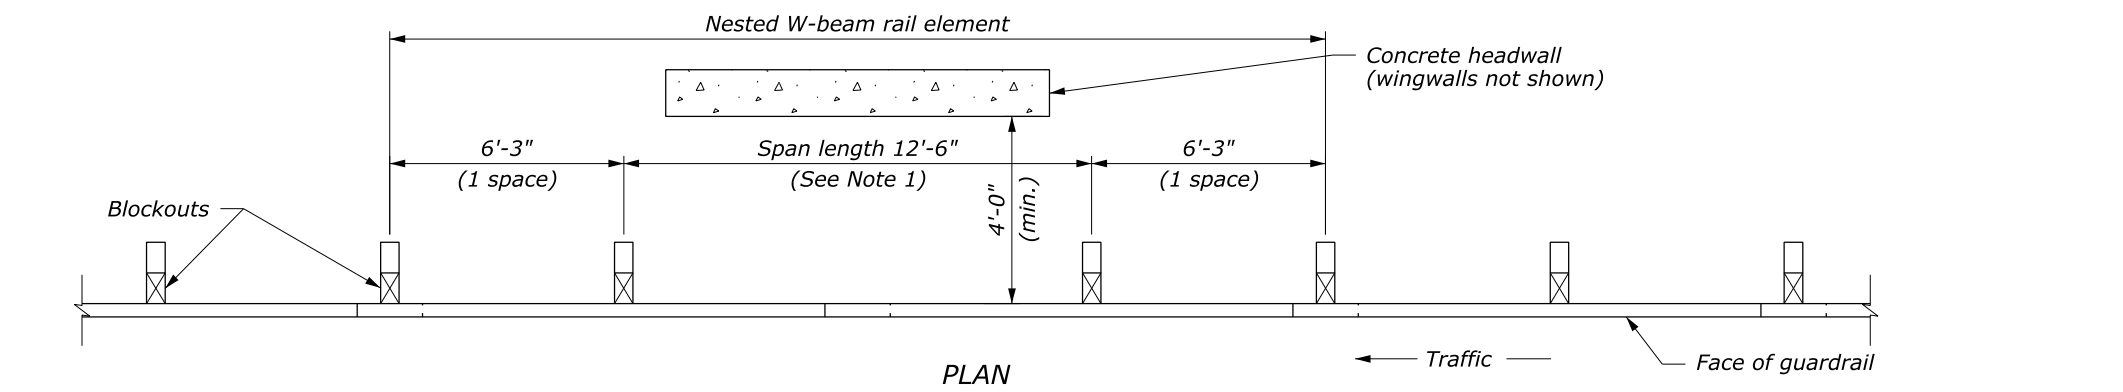 Nested W-beam rail element
Concrete headwall
(wingwalls not shown)
6'-3"
Span length 12'-6"
6'-3"
(1 space)
(See Note 1)
(1 space)
4'-0"
(min.)
Blockouts
Traffic
Face of guardrail
PLAN